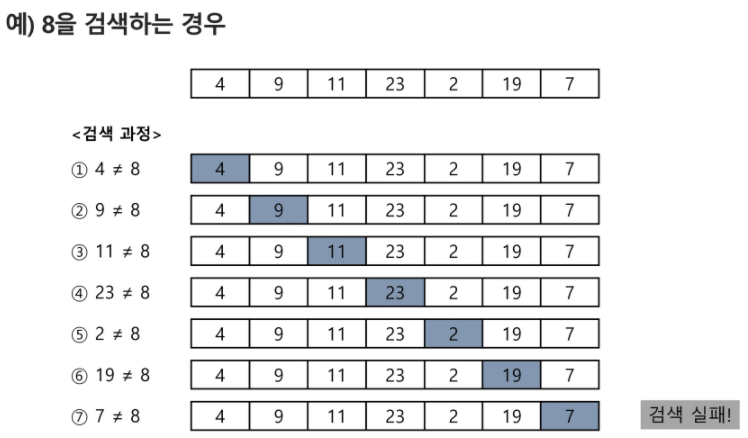 예) 8을 검색하는 경우
4 9 11 23 2 19 7
<검색 과정>
① 4 ≠ 8 4 9 11 23 2 19 7
② 9 ≠ 8 4 9 11 23 2 19 7
③ 11 ≠ 8 4 9 11 23 2 19 7
④ 23 ≠ 8 4 9 11 23 2 19 7
⑤ 2 ≠ 8 4 9 11 23 2 19 7
⑥ 19 ≠ 8 4 9 11 23 2 19 7
⑦ 7 ≠ 8 4 9 11 23 2 19 7 검색 실패!